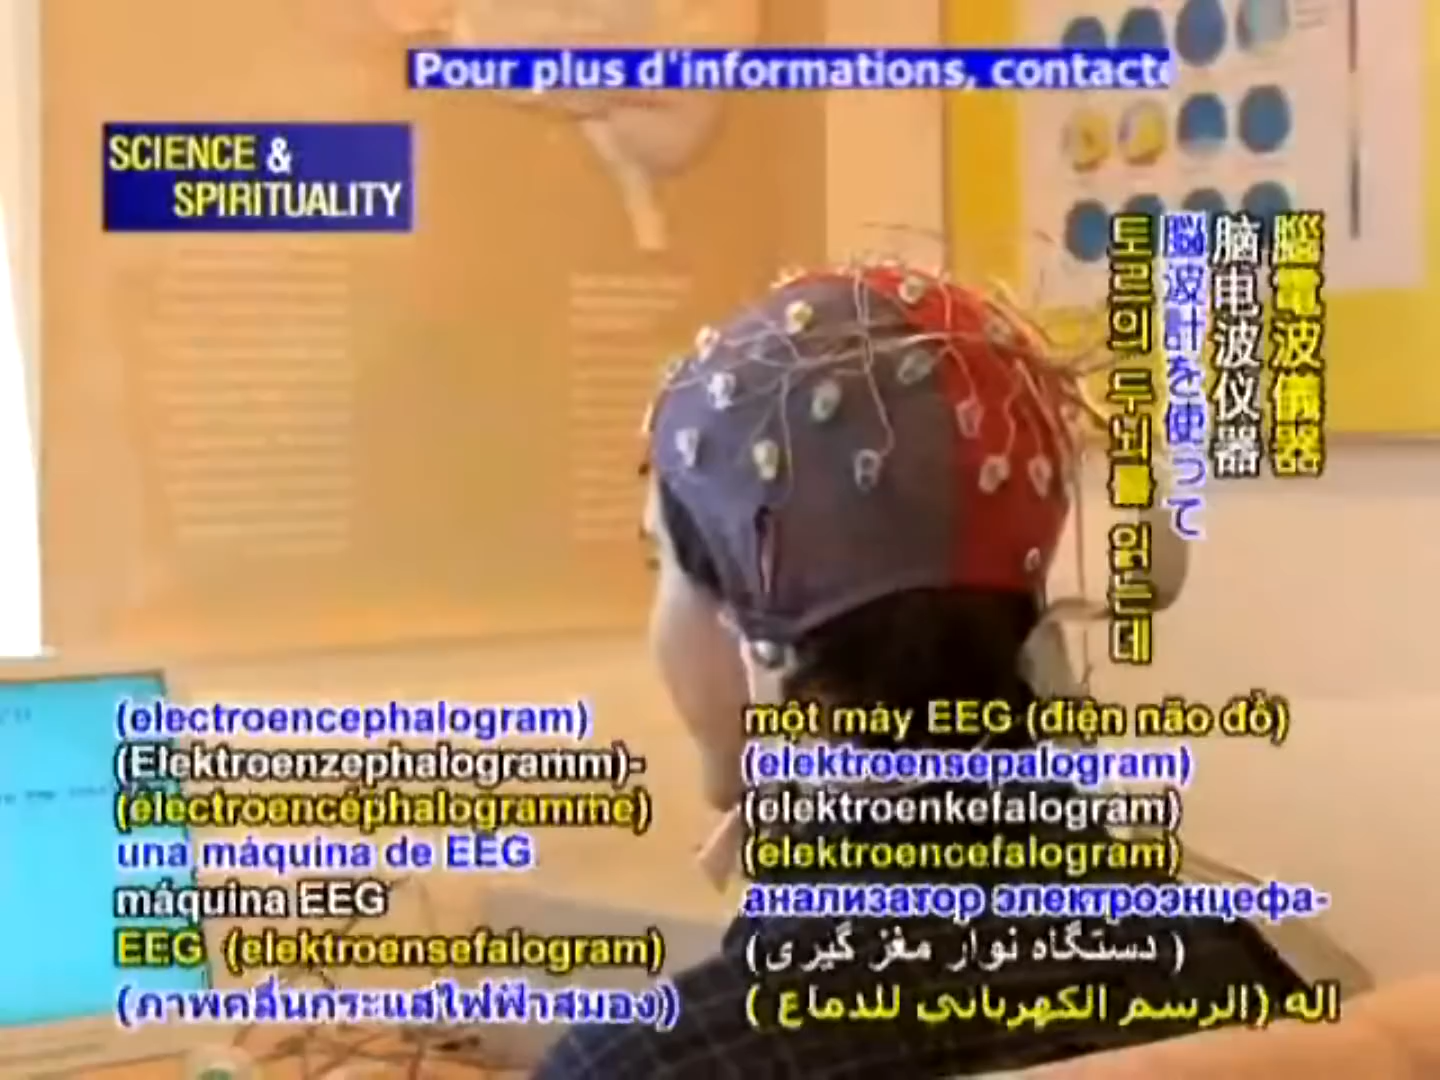 Pour plus d'informations, contacte
SCIENCE &
SPIRITUALITY
腦電波儀器
脑电波仪器
脳波計を使って
도르의 두뇌를 읽는데
(electroencephalogram)
(Elektroenzephalogramm)-
(électroencéphalogramme)
una máquina de EEG
máquina EEG
EEG (elektroensefalogram)
(ภาพคลื่นกระแสไฟฟ้าสมอง)
một máy EEG (điện não đồ)
(elektroensepalogram)
(elektroenkefalogram)
(elektroencefalogram)
анализатор электроэнцефа-
( دستگاه نوار مغز گیری)
اله (الرسم الكهربائي للدماع )